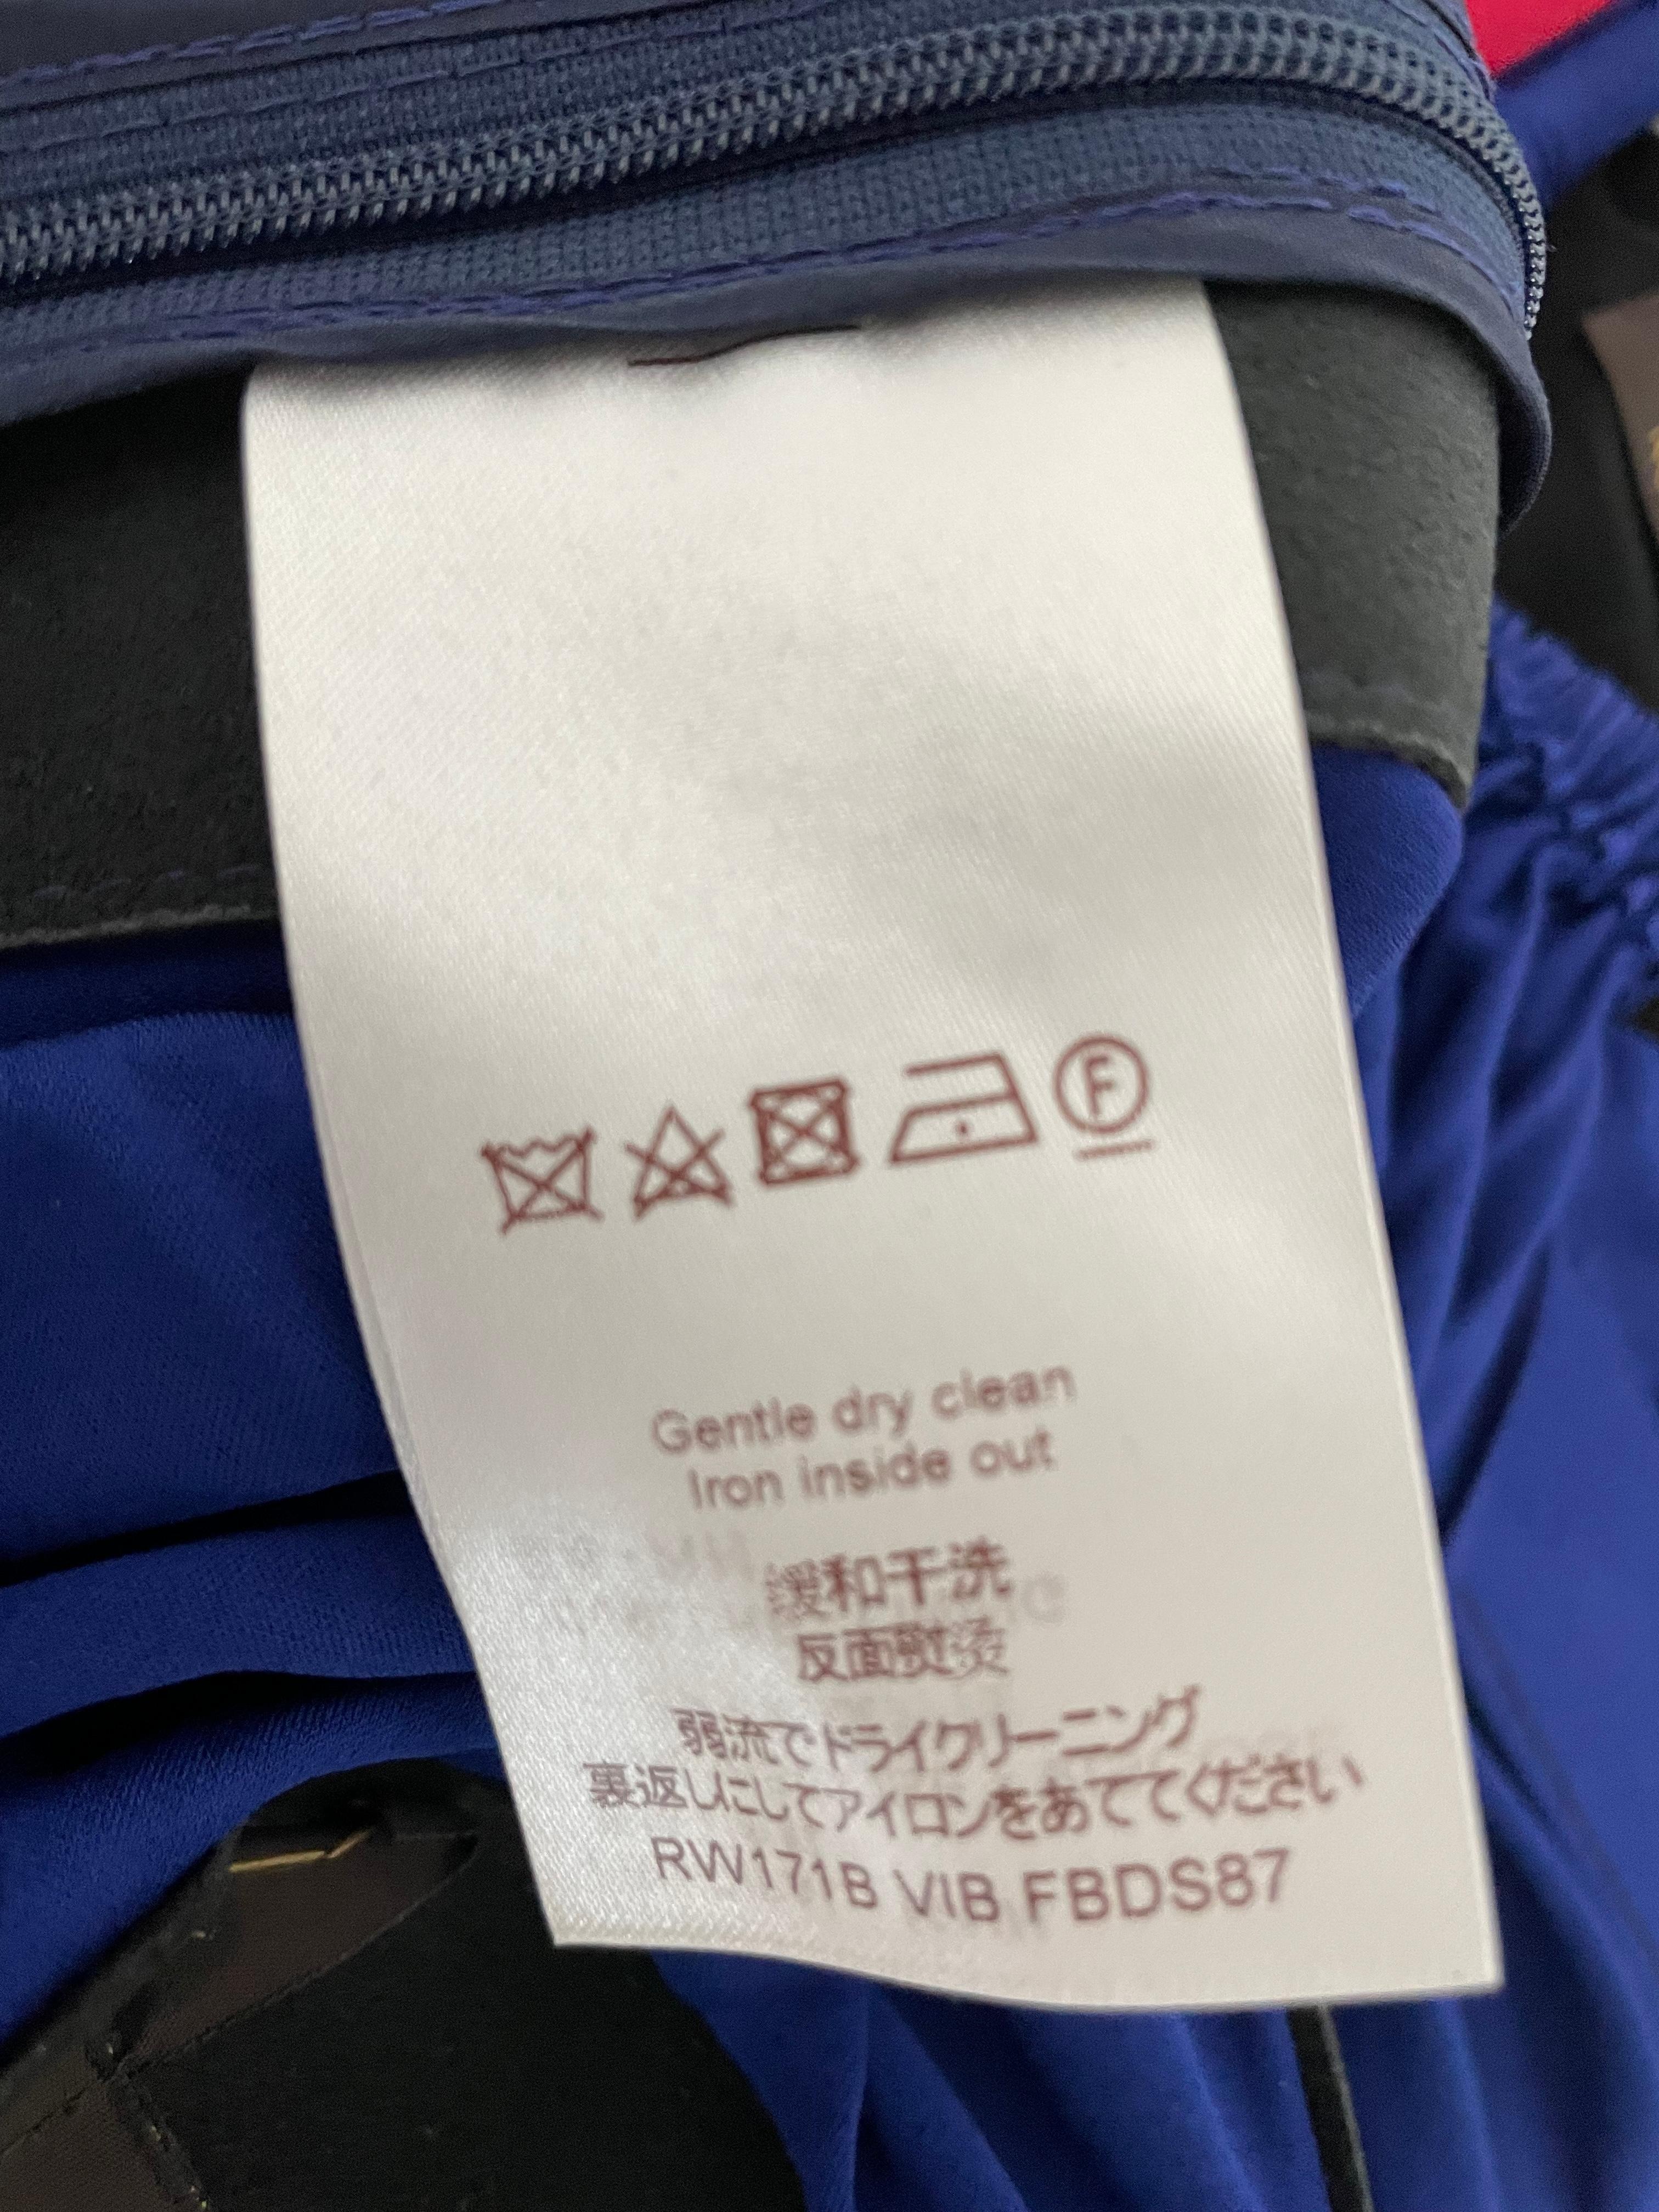 F
Gentle dry clean
Iron inside out
缓和干洗
反面熨烫
弱流でドライクリーニング
裏返しにしてアイロンをあててください
RW171B VIB FBDS87